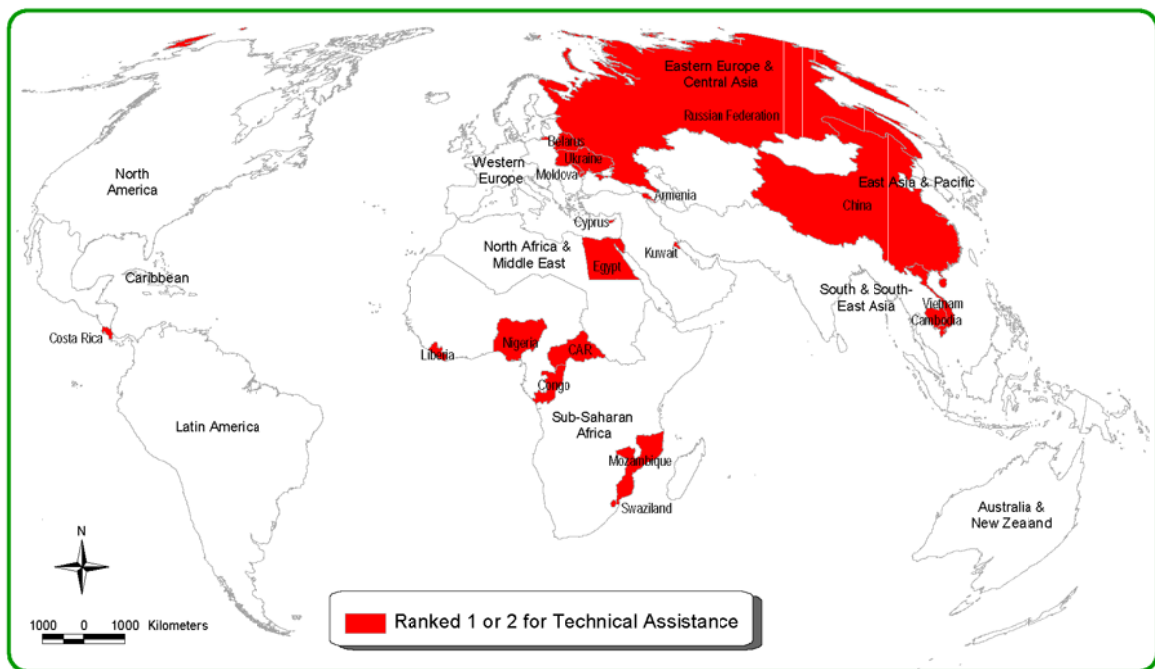 Eastern Europe &
Central Asia
Russian Federation
Belarus
Ukraine
Western
Europe
Moldova
North
America
East Asia & Pacific
Armenia
China
Cyprus
North Africa &
Middle East
Kuwait
Egypt
Caribbean
South & South-
East Asia
Vietnam
Cambodia
Costa Rica
Nigeria
Liberia
CAR
Congo
Sub-Saharan
Africa
Latin America
Mozambique
Swaziland
Australia &
New Zeaand
N
1000 0 1000 Kilometers
Ranked 1 or 2 for Technical Assistance